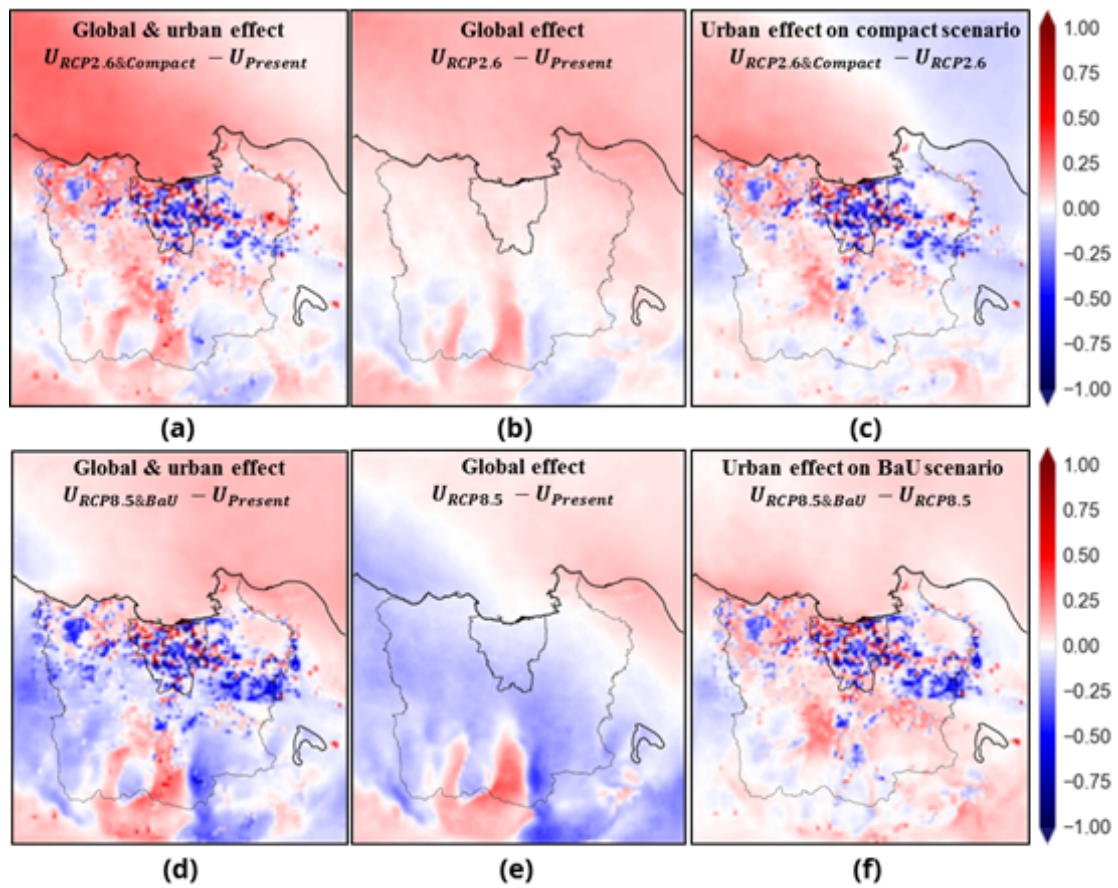 Global & urban effect
U_RCP2.6&Compact − U_Present
Global effect
U_RCP2.6 − U_Present
Urban effect on compact scenario
U_RCP2.6&Compact − U_RCP2.6
1.00
0.75
0.50
0.25
0.00
−0.25
−0.50
−0.75
−1.00
(a)
(b)
(c)
Global & urban effect
U_RCP8.5&BaU − U_Present
Global effect
U_RCP8.5 − U_Present
Urban effect on BaU scenario
U_RCP8.5&BaU − U_RCP8.5
1.00
0.75
0.50
0.25
0.00
−0.25
−0.50
−0.75
−1.00
(d)
(e)
(f)